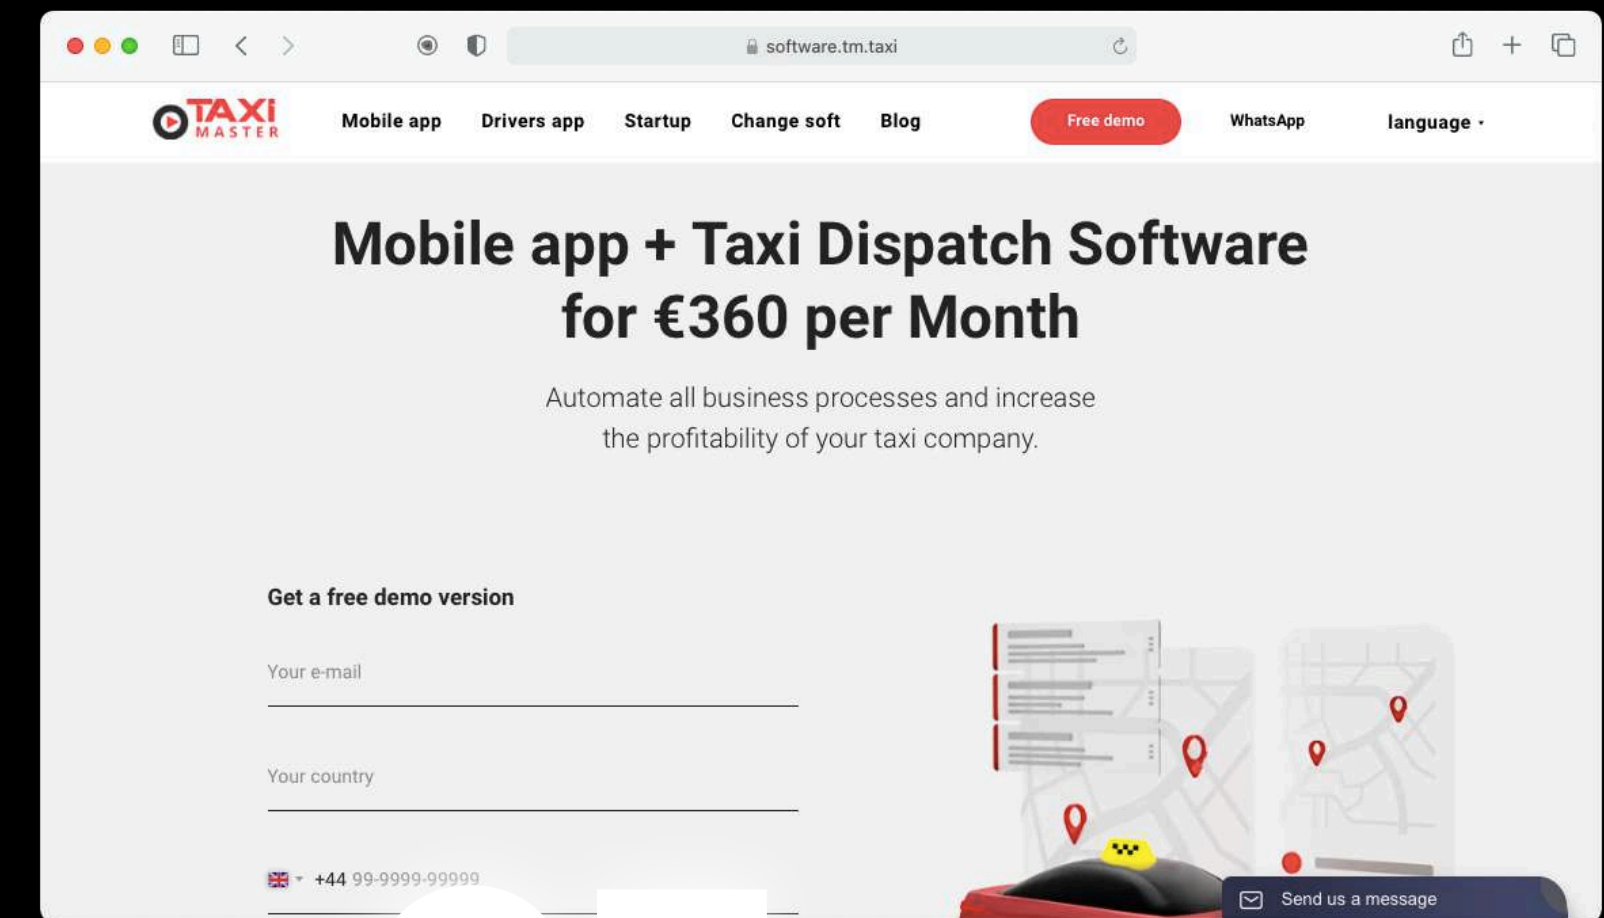 software.tm.taxi
TAXI
MASTER
Mobile app
Drivers app
Startup
Change soft
Blog
Free demo
WhatsApp
language
Mobile app + Taxi Dispatch Software
for €360 per Month
Automate all business processes and increase
the profitability of your taxi company.
Get a free demo version
Your e-mail
Your country
+44 99-9999-99999
Send us a message